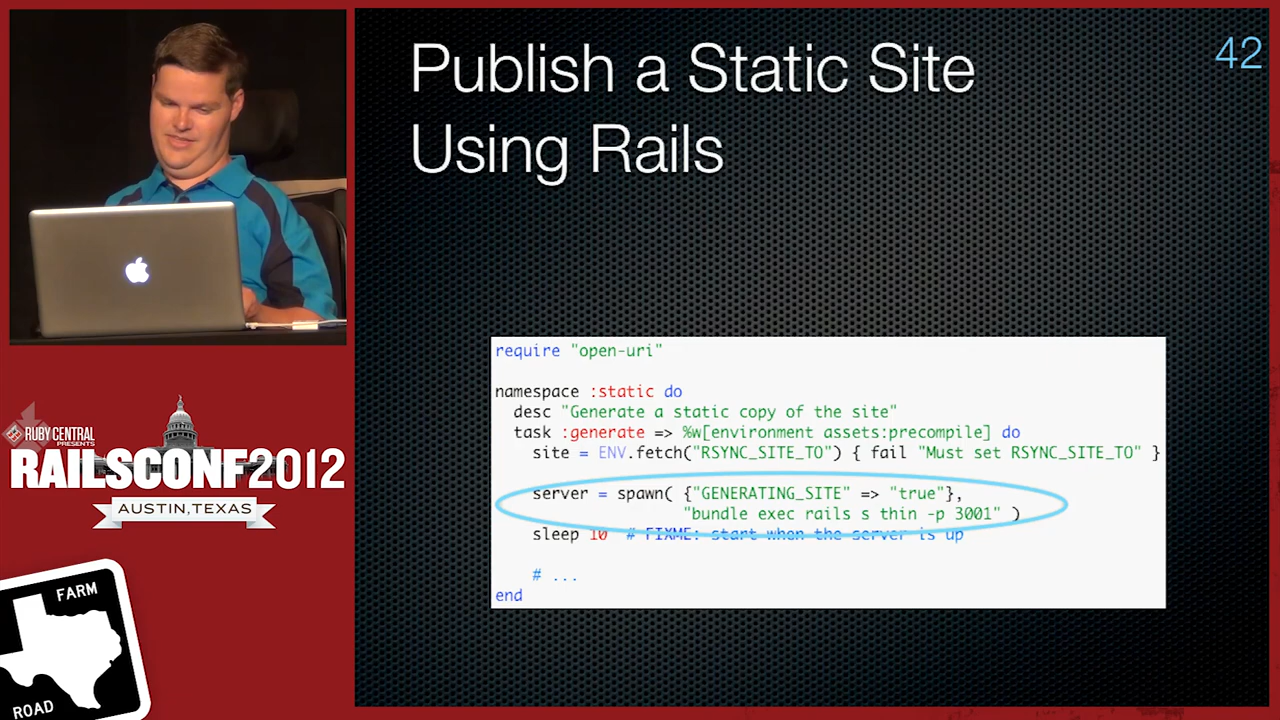 Publish a Static Site
Using Rails
42
require "open-uri"
namespace :static do
desc "Generate a static copy of the site"
task :generate => %w[environment assets:precompile] do
site = ENV.fetch("RSYNC_SITE_TO") { fail "Must set RSYNC_SITE_TO" }
server = spawn( {"GENERATING_SITE" => "true"},
"bundle exec rails s thin -p 3001" )
sleep 10 # FIXME: start when the server is up
# ...
end
RUBY CENTRAL
PRESENTS
RAILSCONF2012
AUSTIN, TEXAS
FARM
ROAD